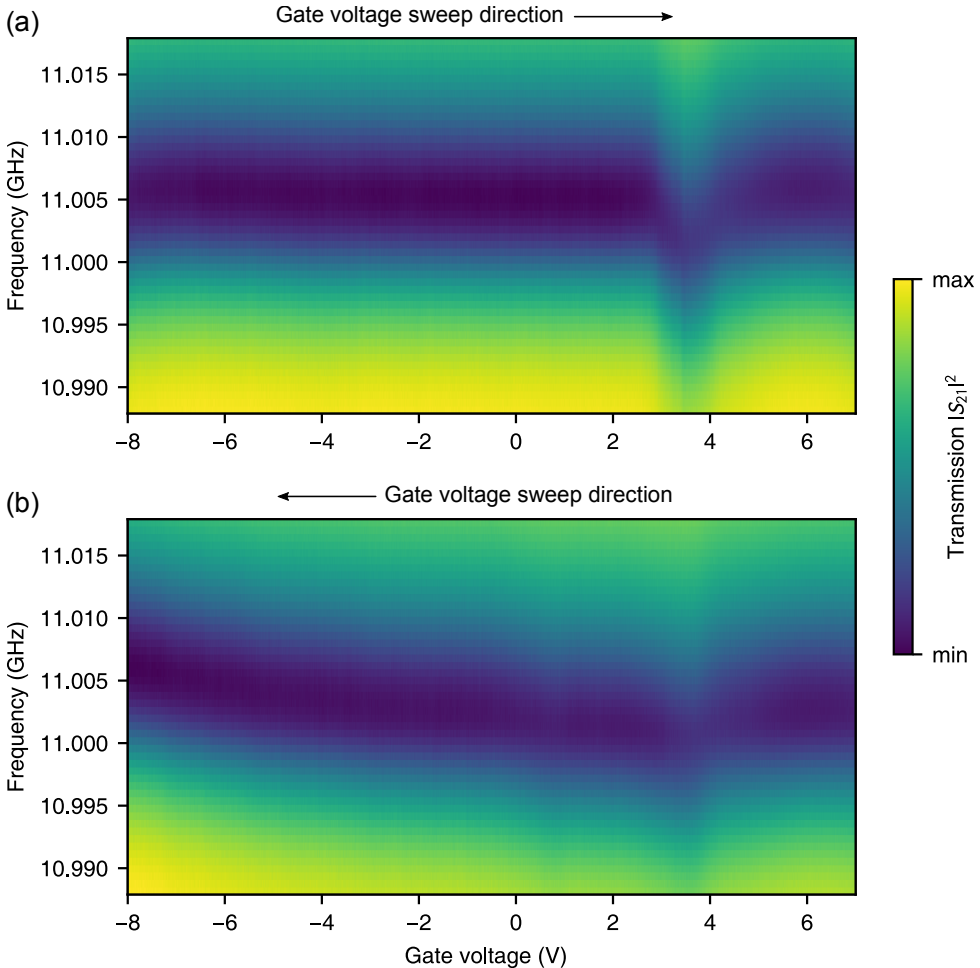 Gate voltage sweep direction
(a)
11.015
11.010
11.005
11.000
10.995
10.990
Frequency (GHz)
−8 −6 −4 −2 0 2 4 6
(b)
Gate voltage sweep direction
11.015
11.010
11.005
11.000
10.995
10.990
Frequency (GHz)
−8 −6 −4 −2 0 2 4 6
Gate voltage (V)
max
min
Transmission |S₂₁|²